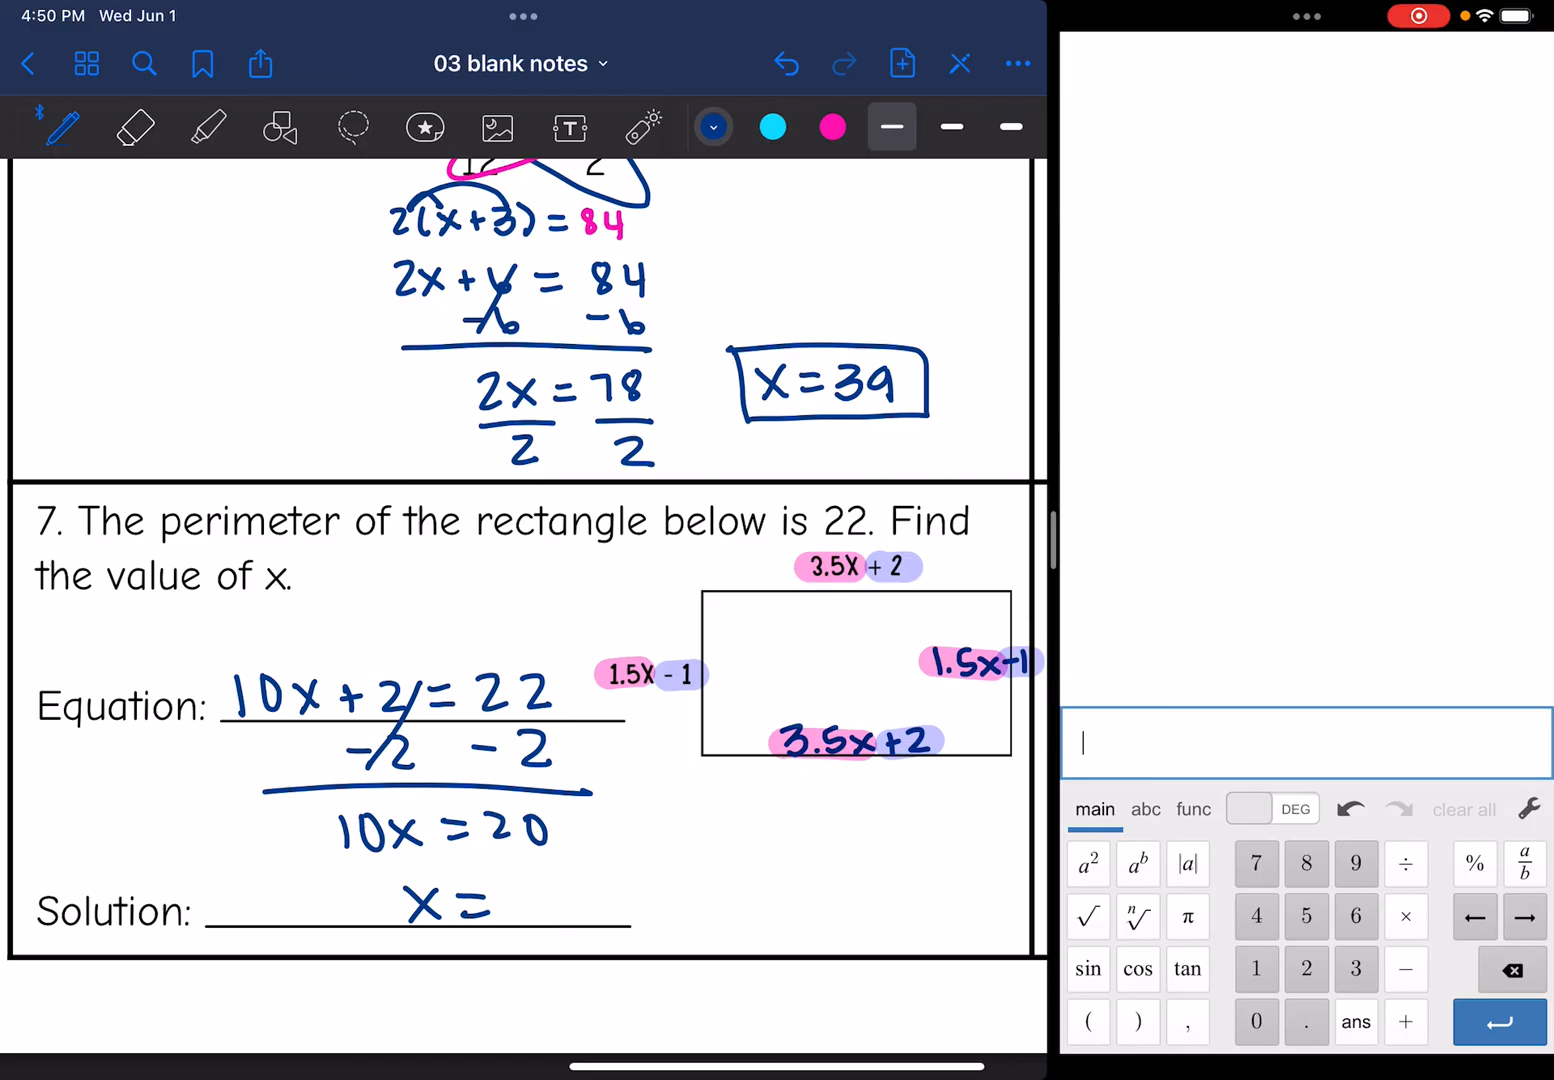 4:50 PM Wed Jun 1
03 blank notes
T
12 2
2(x+3) = 84
2x + 6 = 84
-6 -6
2x = 78
2 2
x = 39
7. The perimeter of the rectangle below is 22. Find
the value of x.
3.5X + 2
1.5X - 1
1.5x-1
3.5x+2
Equation: 10x + 2 = 22
-2 -2
10x = 20
Solution: x =
main abc func DEG clear all
a² aᵇ |a| 7 8 9 ÷ % a/b
√ ⁿ√ π 4 5 6 × ← →
sin cos tan 1 2 3 −
( ) , 0 . ans +